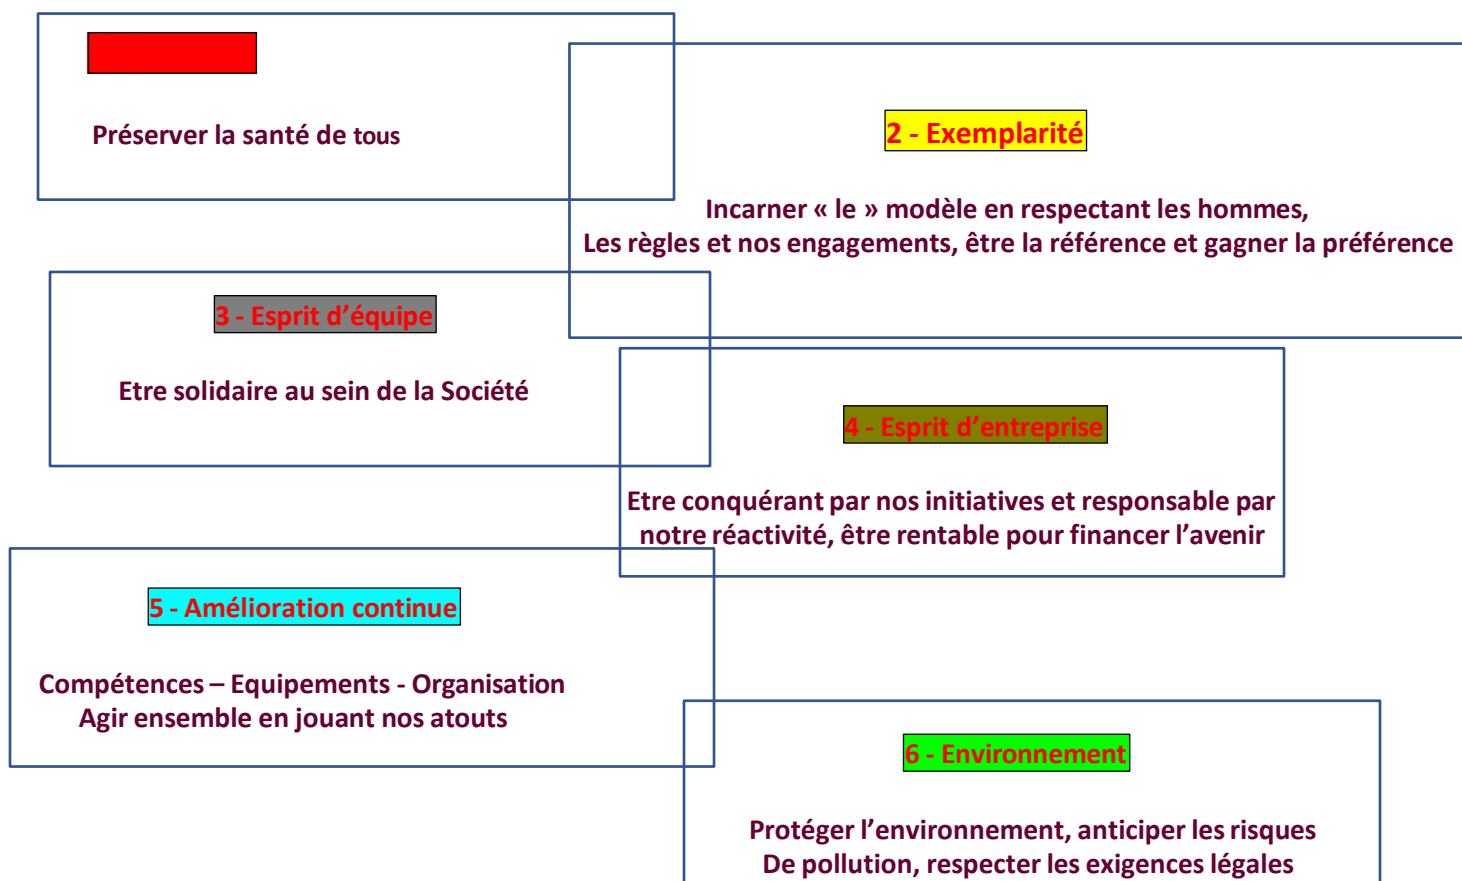 Préserver la santé de tous
2 - Exemplarité
Incarner « le » modèle en respectant les hommes,
Les règles et nos engagements, être la référence et gagner la préférence
3 - Esprit d’équipe
Etre solidaire au sein de la Société
4 - Esprit d’entreprise
Etre conquérant par nos initiatives et responsable par
notre réactivité, être rentable pour financer l’avenir
5 - Amélioration continue
Compétences – Equipements - Organisation
Agir ensemble en jouant nos atouts
6 - Environnement
Protéger l’environnement, anticiper les risques
De pollution, respecter les exigences légales